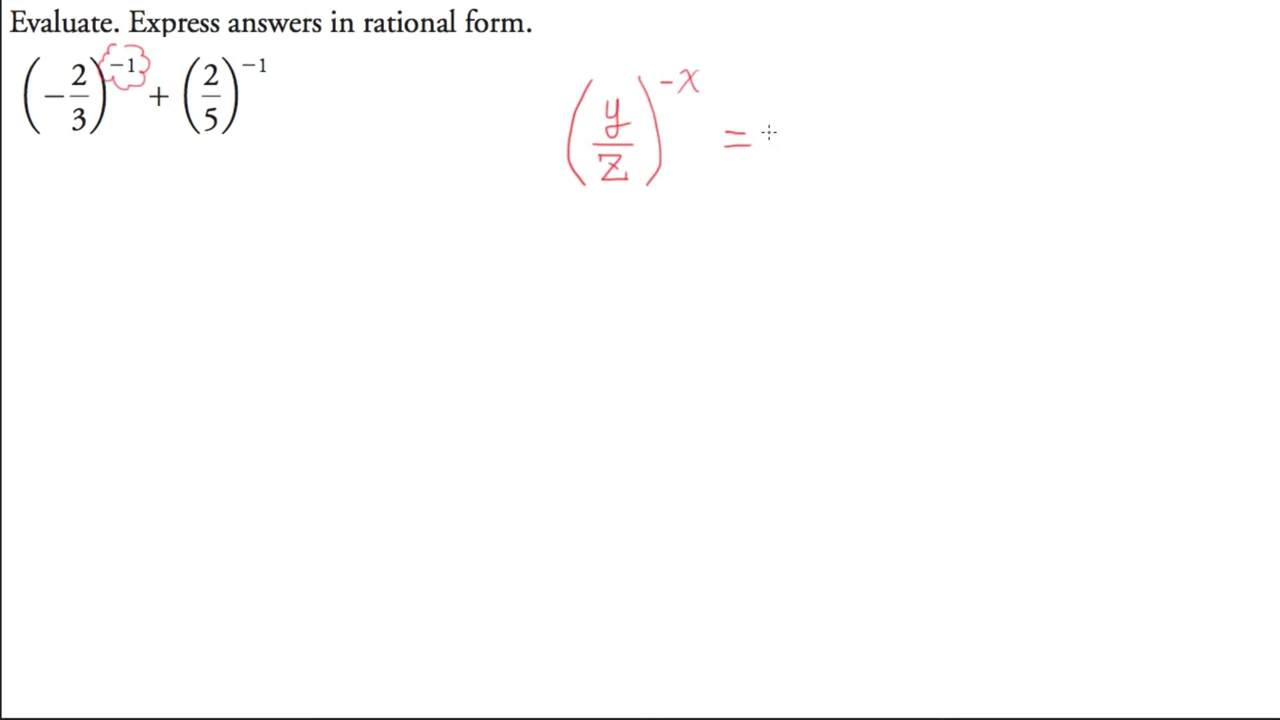 Evaluate. Express answers in rational form.
(-2/3)^-1 + (2/5)^-1
(y/z)^-x =